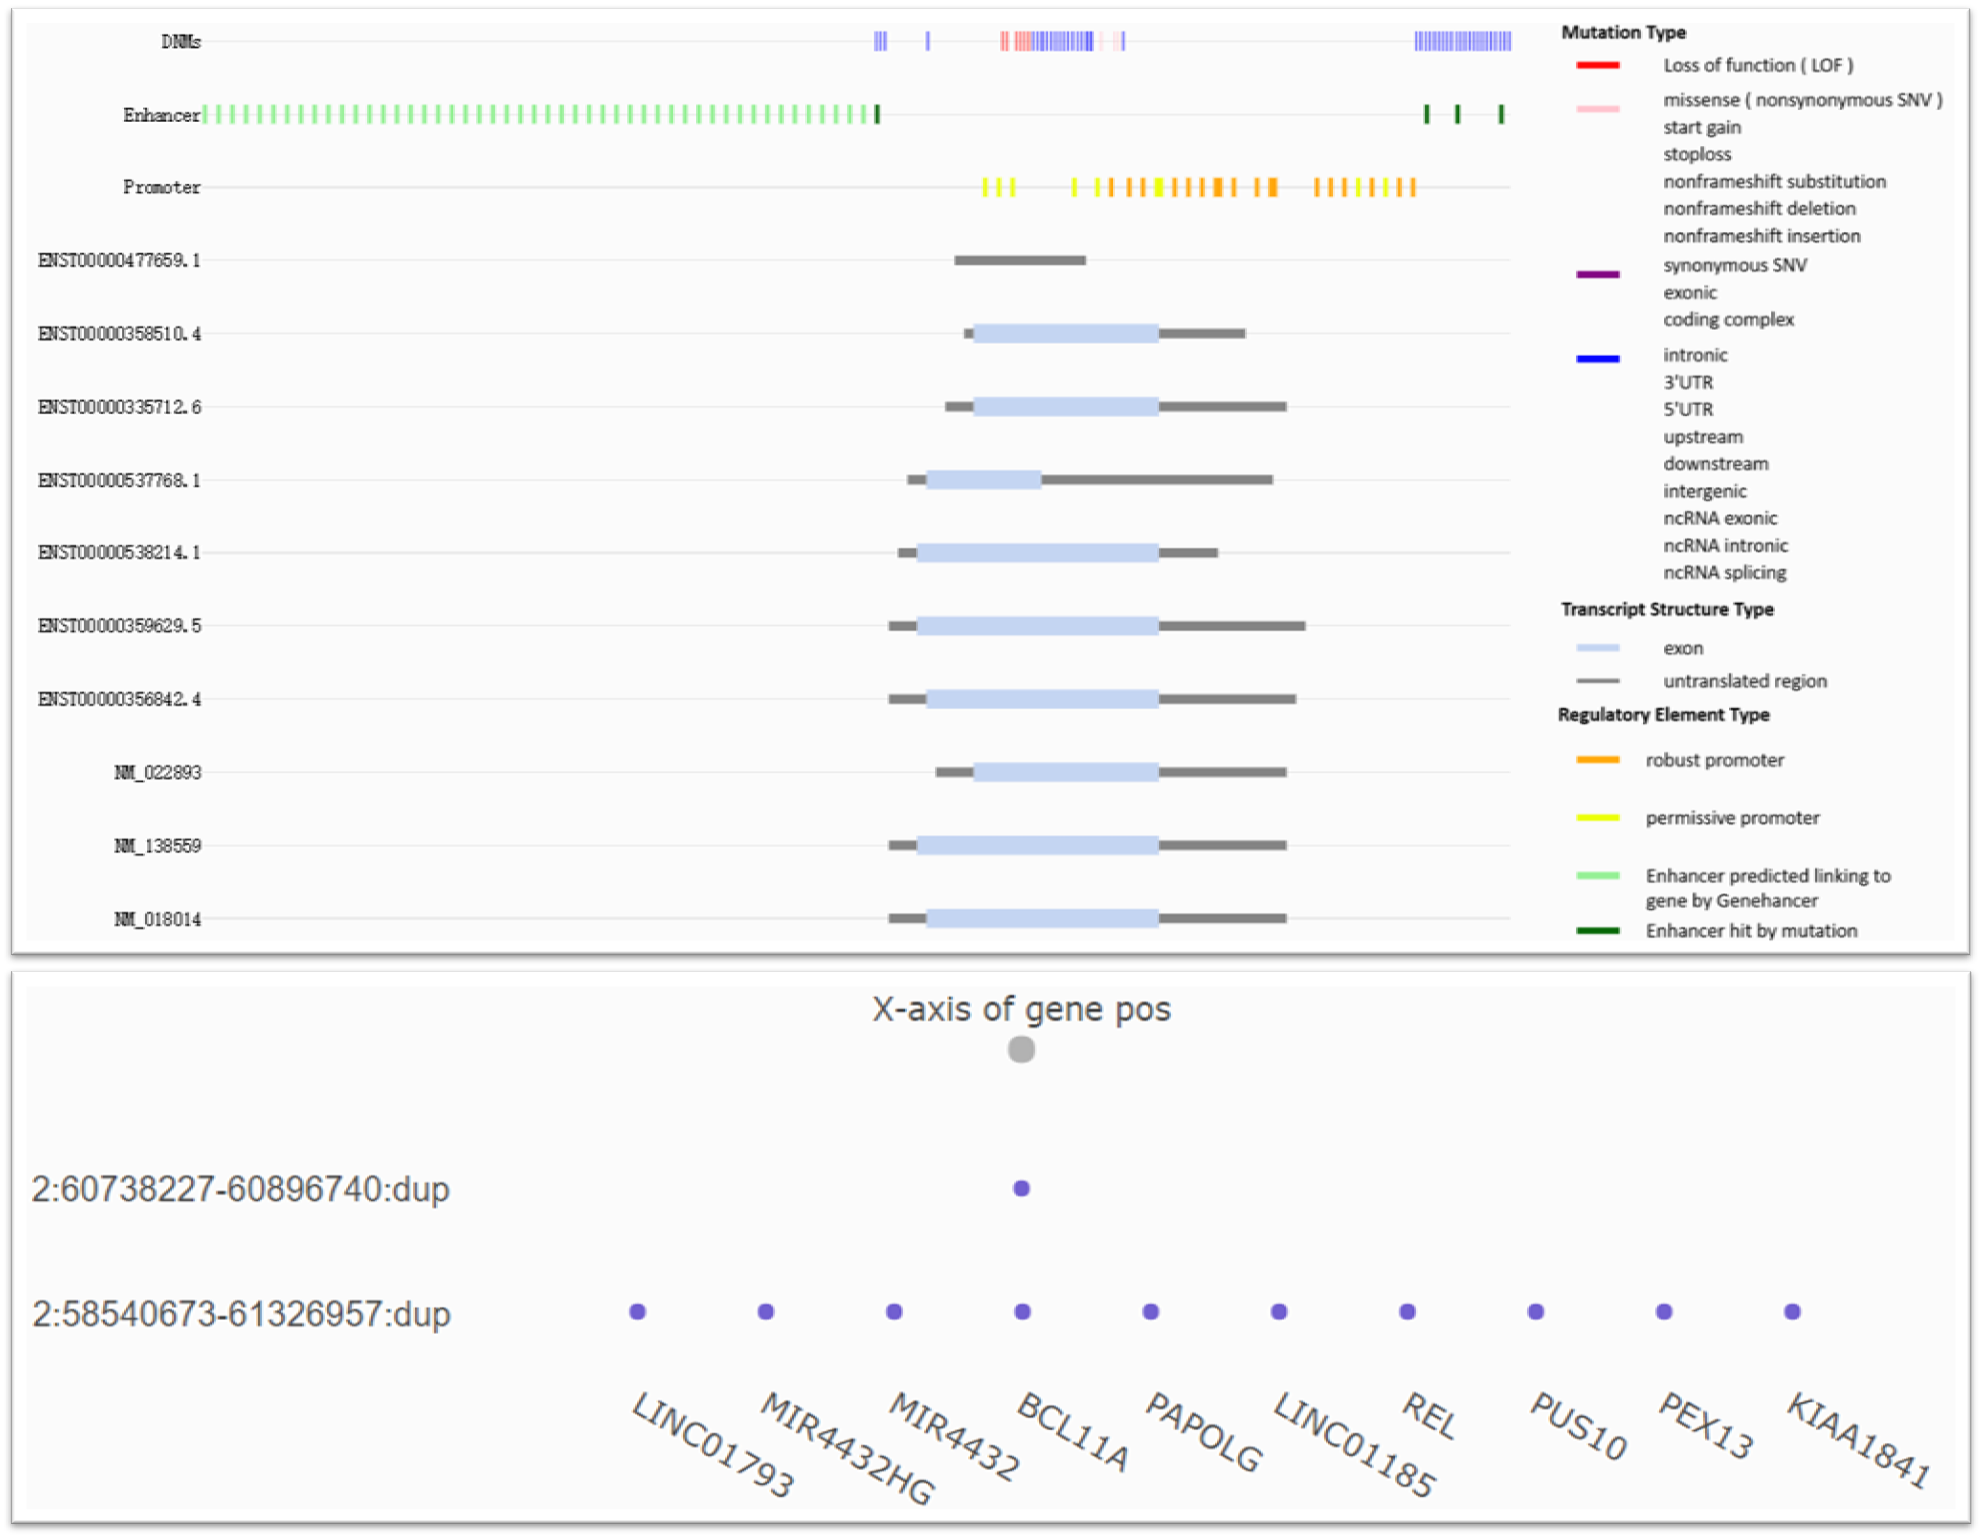 DNMs
Enhancer
Promoter
ENST00000477659.1
ENST00000358510.4
ENST00000335712.6
ENST00000537768.1
ENST00000538214.1
ENST00000359629.5
ENST00000356842.4
NM_022893
NM_138559
NM_018014
Mutation Type
Loss of function ( LOF )
missense ( nonsynonymous SNV )
start gain
stoploss
nonframeshift substitution
nonframeshift deletion
nonframeshift insertion
synonymous SNV
exonic
coding complex
intronic
3'UTR
5'UTR
upstream
downstream
intergenic
ncRNA exonic
ncRNA intronic
ncRNA splicing
Transcript Structure Type
exon
untranslated region
Regulatory Element Type
robust promoter
permissive promoter
Enhancer predicted linking to
gene by Genehancer
Enhancer hit by mutation
X-axis of gene pos
2:60738227-60896740:dup
2:58540673-61326957:dup
LINC01793
MIR4432HG
MIR4432
BCL11A
PAPOLG
LINC01185
REL
PUS10
PEX13
KIAA1841